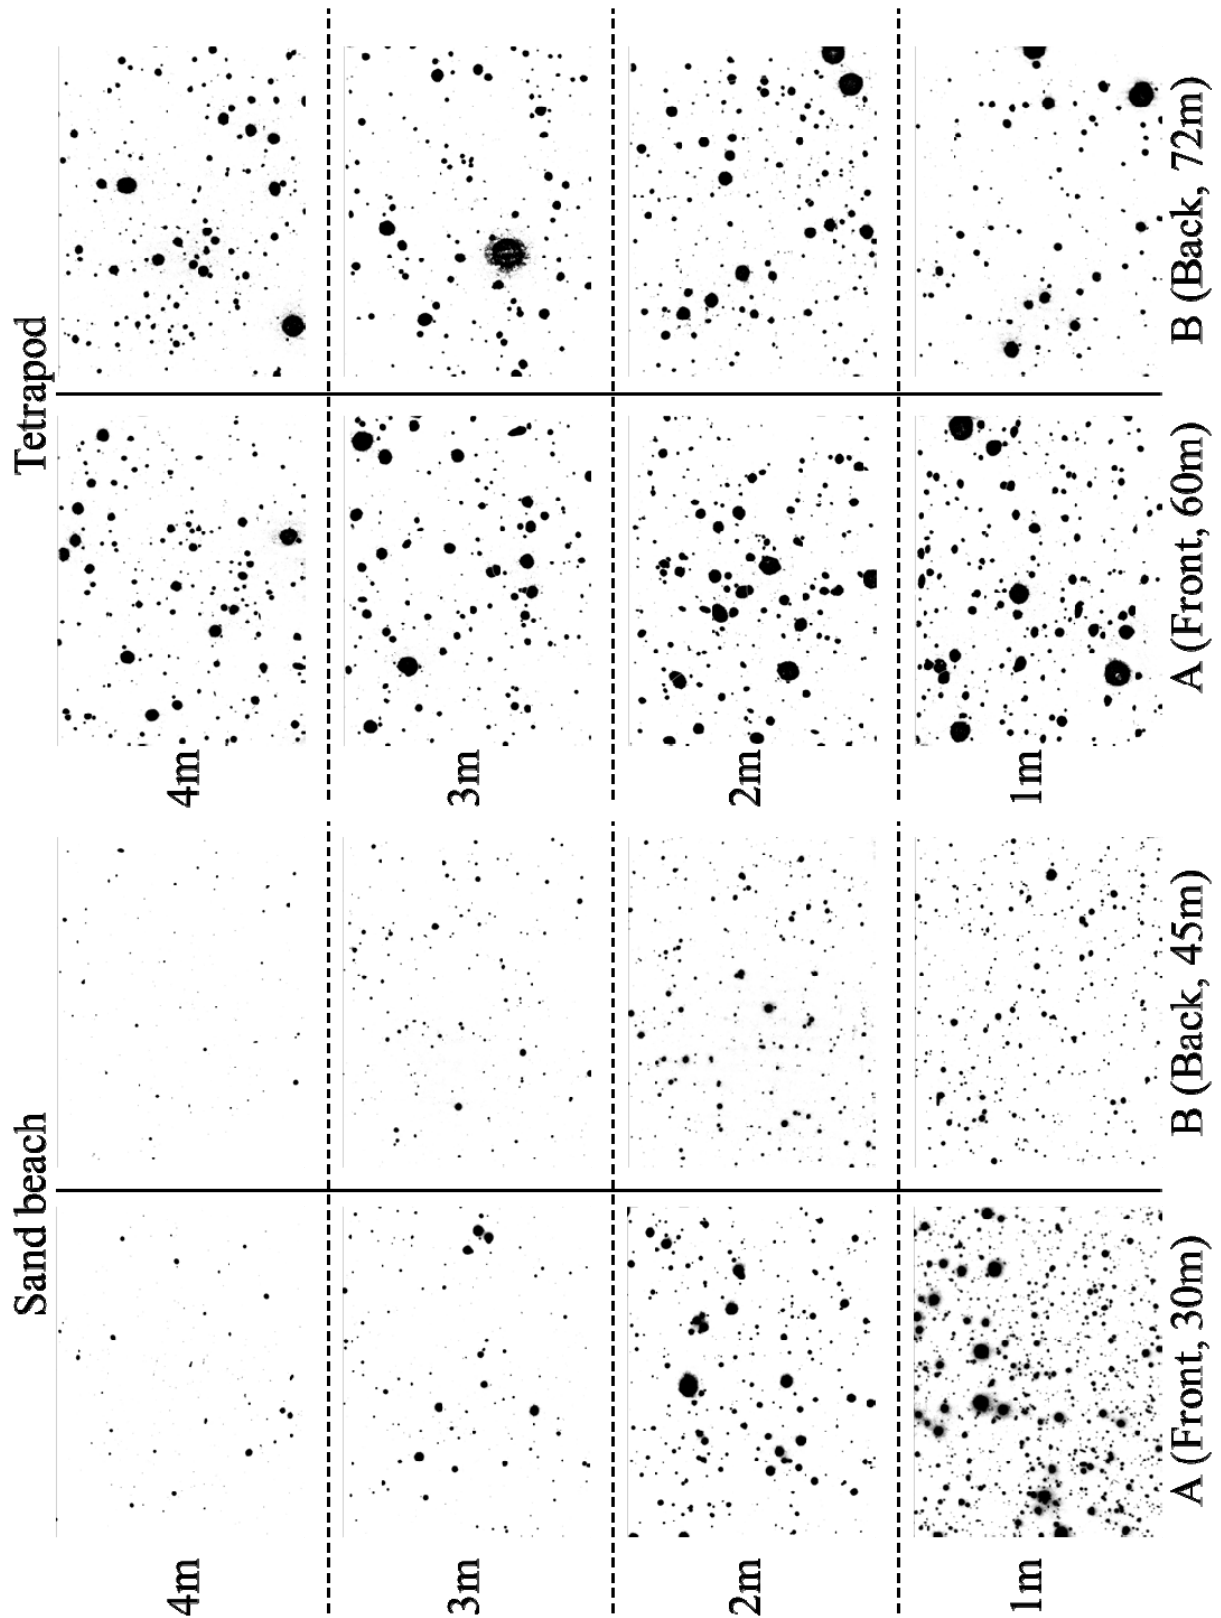 Sand beach
Tetrapod
4m
4m
3m
3m
2m
2m
1m
1m
A (Front, 30m)
B (Back, 45m)
A (Front, 60m)
B (Back, 72m)